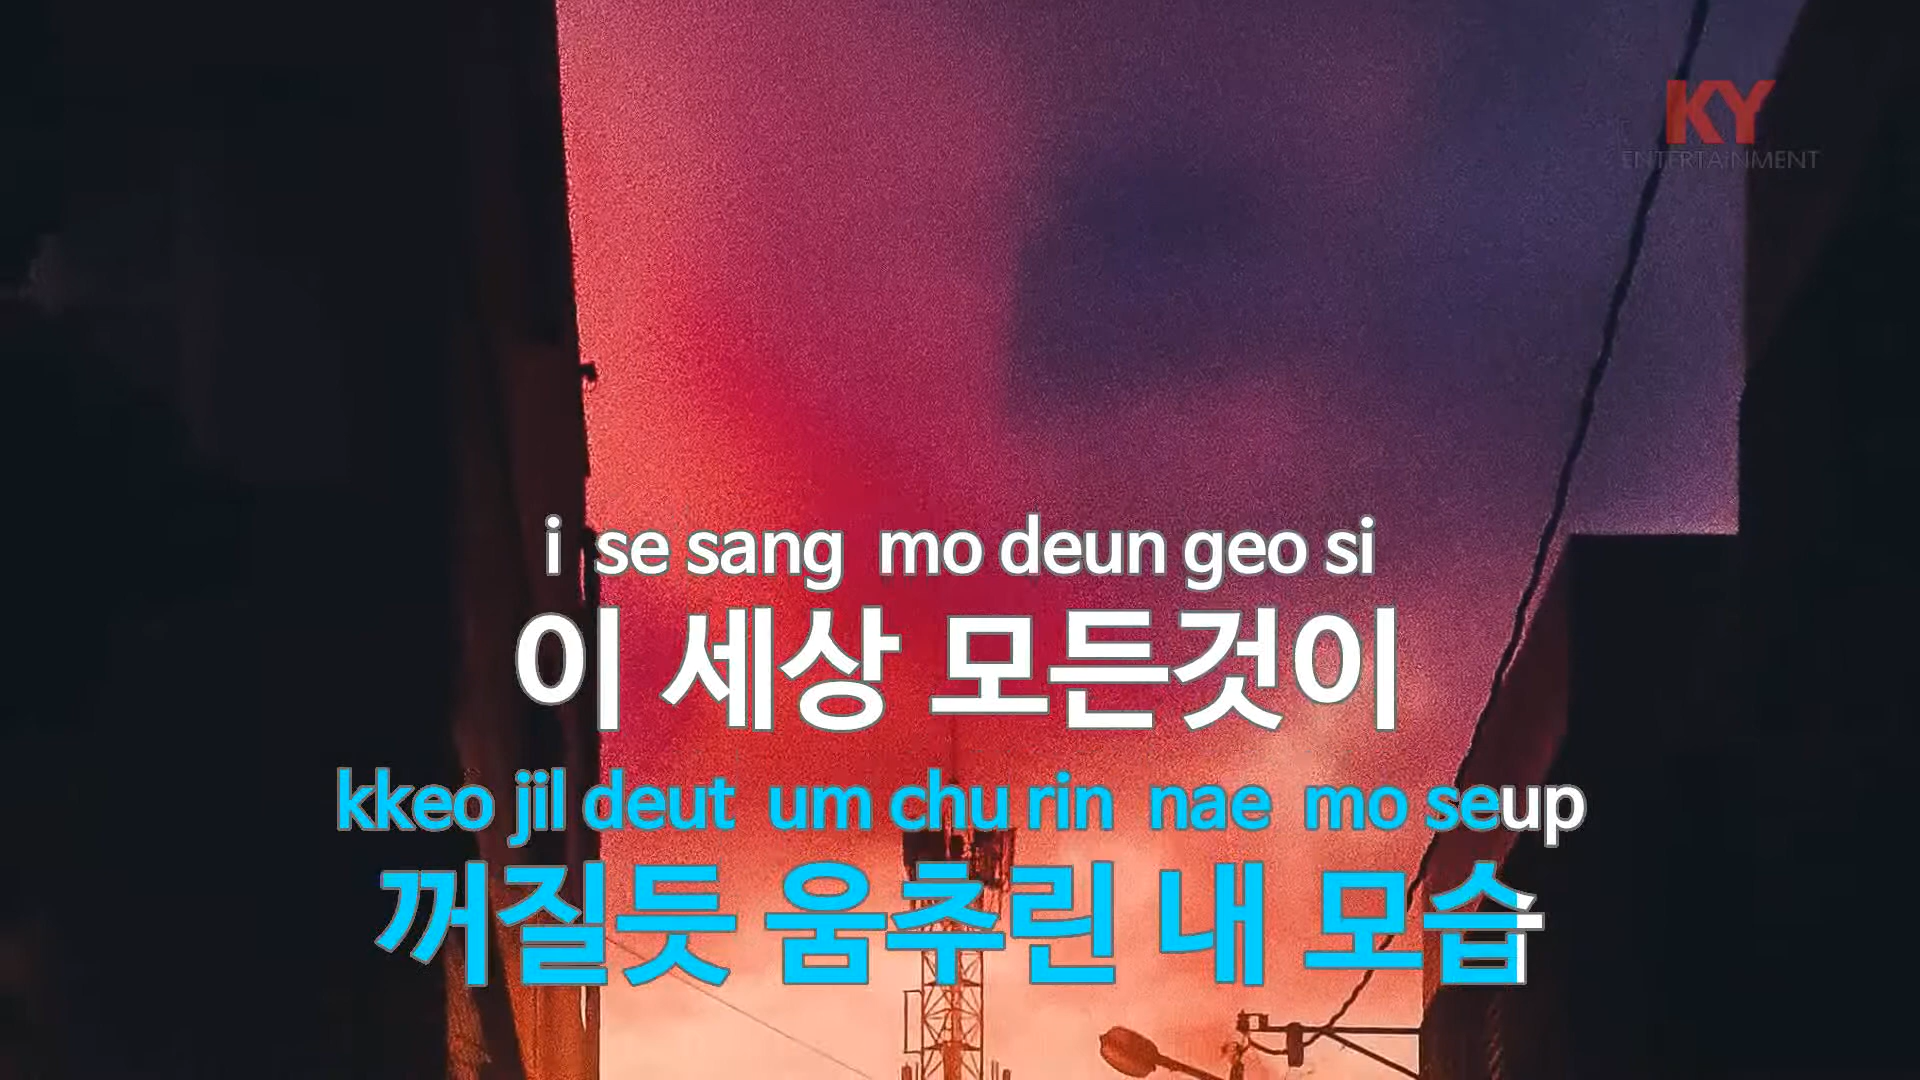 KY
ENTERTAINMENT
i se sang mo deun geo si
이 세상 모든것이
kkeo jil deut um chu rin nae mo seup
꺼질듯 움추린 내 모습